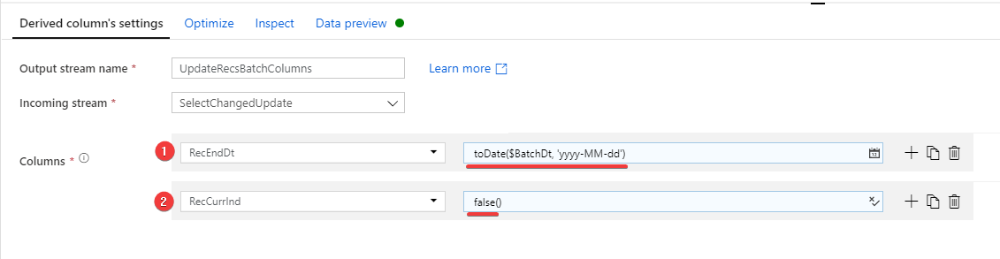 Derived column's settings Optimize Inspect Data preview
Output stream name * UpdateRecsBatchColumns Learn more
Incoming stream * SelectChangedUpdate
Columns * 1 RecEndDt toDate($BatchDt, 'yyyy-MM-dd') 12
2 RecCurrInd false()